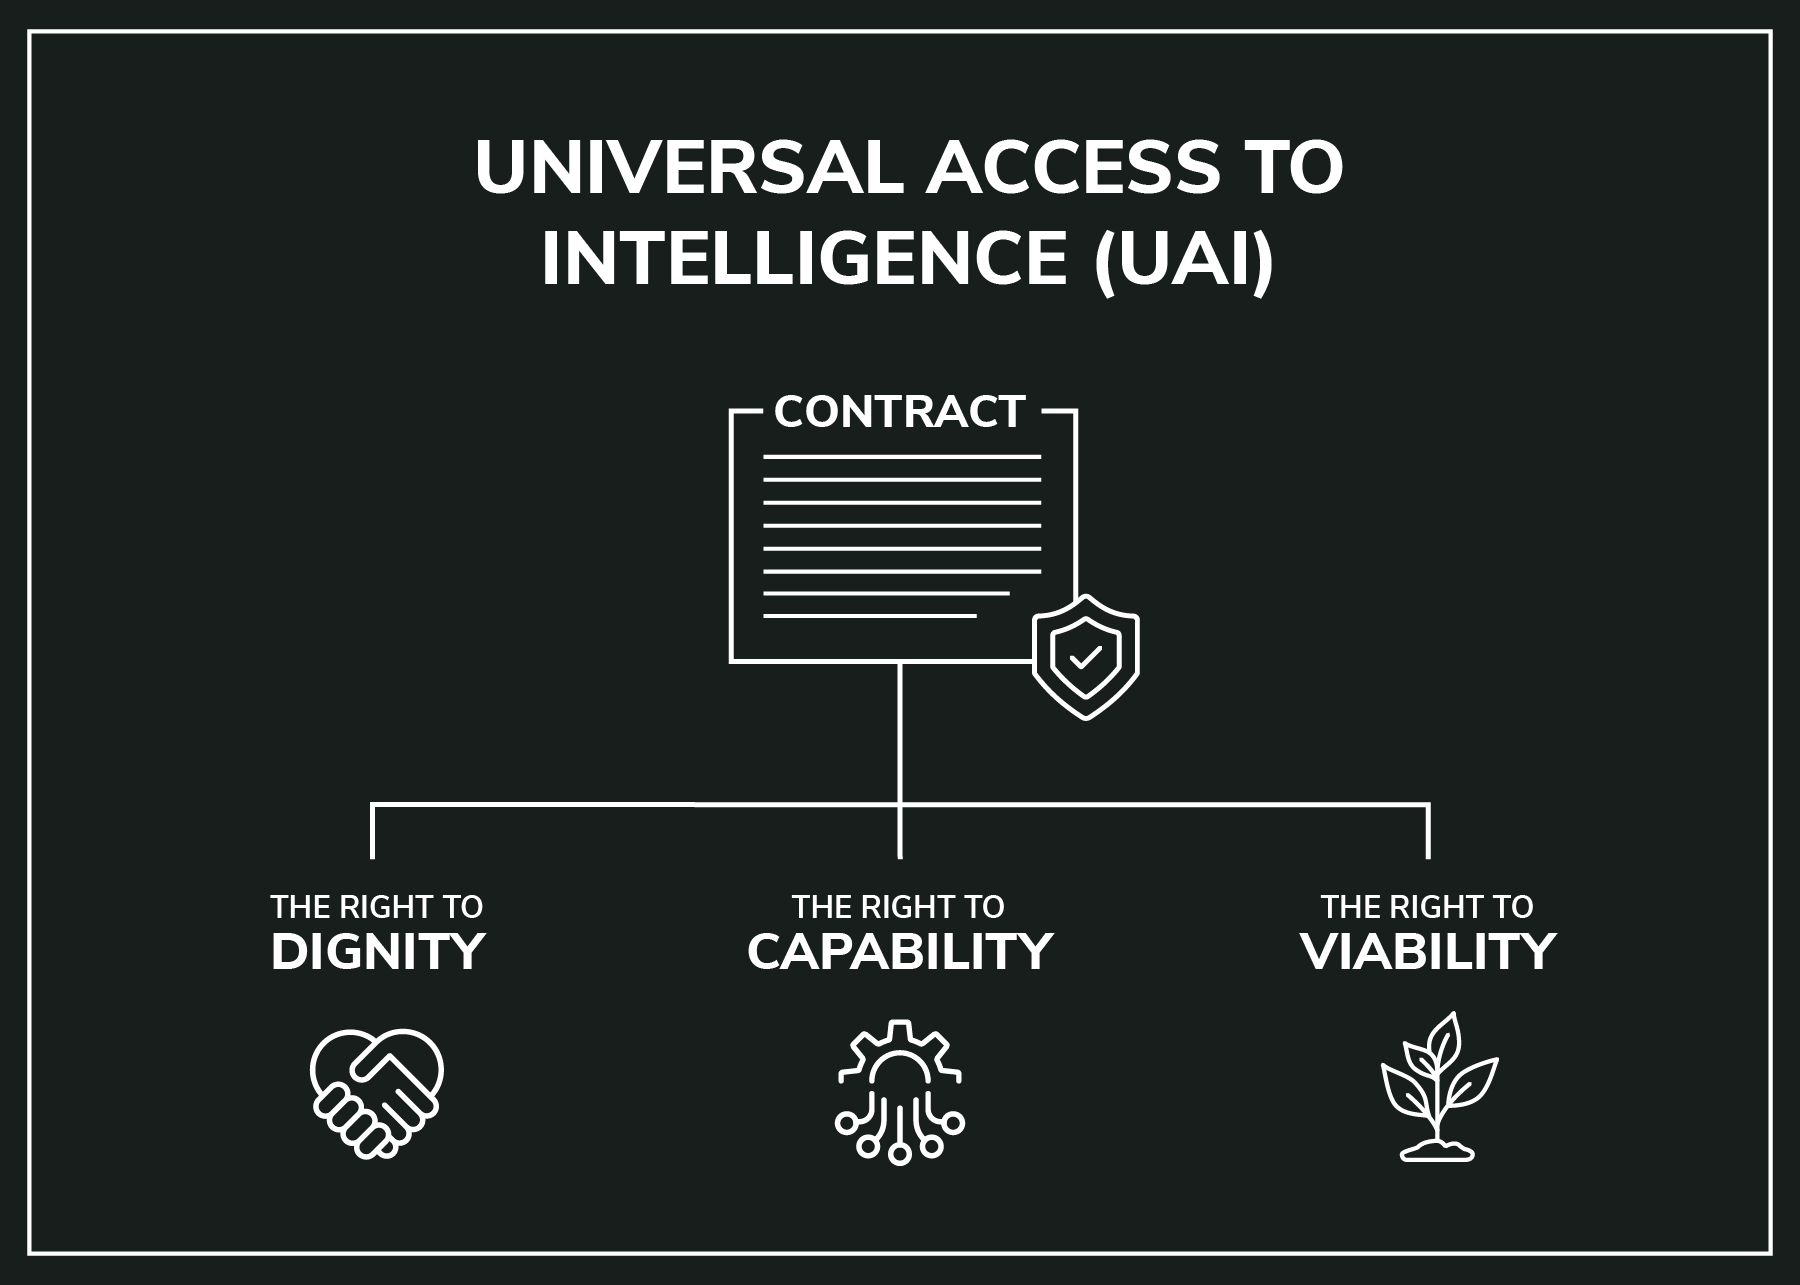 UNIVERSAL ACCESS TO
INTELLIGENCE (UAI)
CONTRACT
THE RIGHT TO
DIGNITY
THE RIGHT TO
CAPABILITY
THE RIGHT TO
VIABILITY